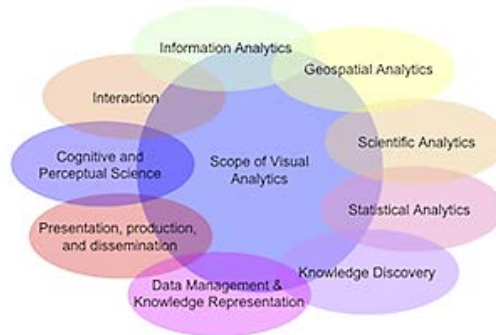 Information Analytics
Geospatial Analytics
Interaction
Scientific Analytics
Cognitive and
Perceptual Science
Scope of Visual
Analytics
Statistical Analytics
Presentation, production,
and dissemination
Knowledge Discovery
Data Management &
Knowledge Representation